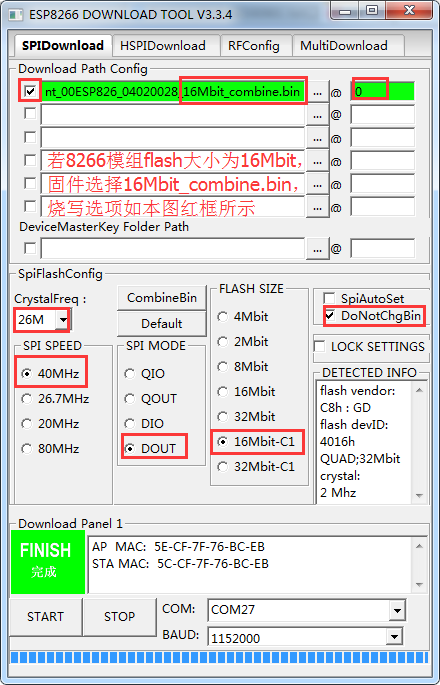 ESP8266 DOWNLOAD TOOL V3.3.4
SPIDownload HSPIDownload RFConfig MultiDownload
Download Path Config
nt_00ESP826_04020028_16Mbit_combine.bin ... @ 0
... @
... @
若8266模组flash大小为16Mbit, ... @
固件选择16Mbit_combine.bin, ... @
烧写选项如本图红框所示 ... @
DeviceMasterKey Folder Path
... @
SpiFlashConfig
CrystalFreq :
26M
CombineBin
Default
SPI SPEED
40MHz
26.7MHz
20MHz
80MHz
SPI MODE
QIO
QOUT
DIO
DOUT
FLASH SIZE
4Mbit
2Mbit
8Mbit
16Mbit
32Mbit
16Mbit-C1
32Mbit-C1
SpiAutoSet
DoNotChgBin
LOCK SETTINGS
DETECTED INFO
flash vendor:
C8h : GD
flash devID:
4016h
QUAD;32Mbit
crystal:
2 Mhz
Download Panel 1
FINISH
完成
AP MAC: 5E-CF-7F-76-BC-EB
STA MAC: 5C-CF-7F-76-BC-EB
START STOP
COM: COM27
BAUD: 1152000